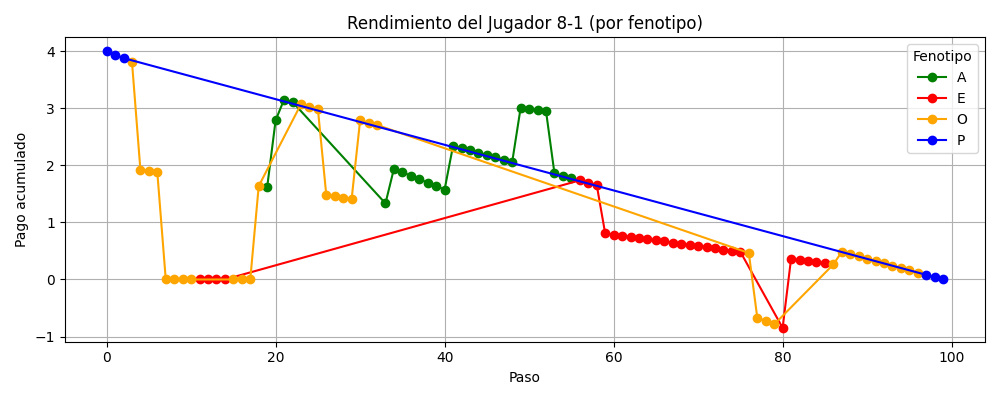 Rendimiento del Jugador 8-1 (por fenotipo)
Pago acumulado
4
3
2
1
0
−1
0 20 40 60 80 100
Paso
Fenotipo
A
E
O
P